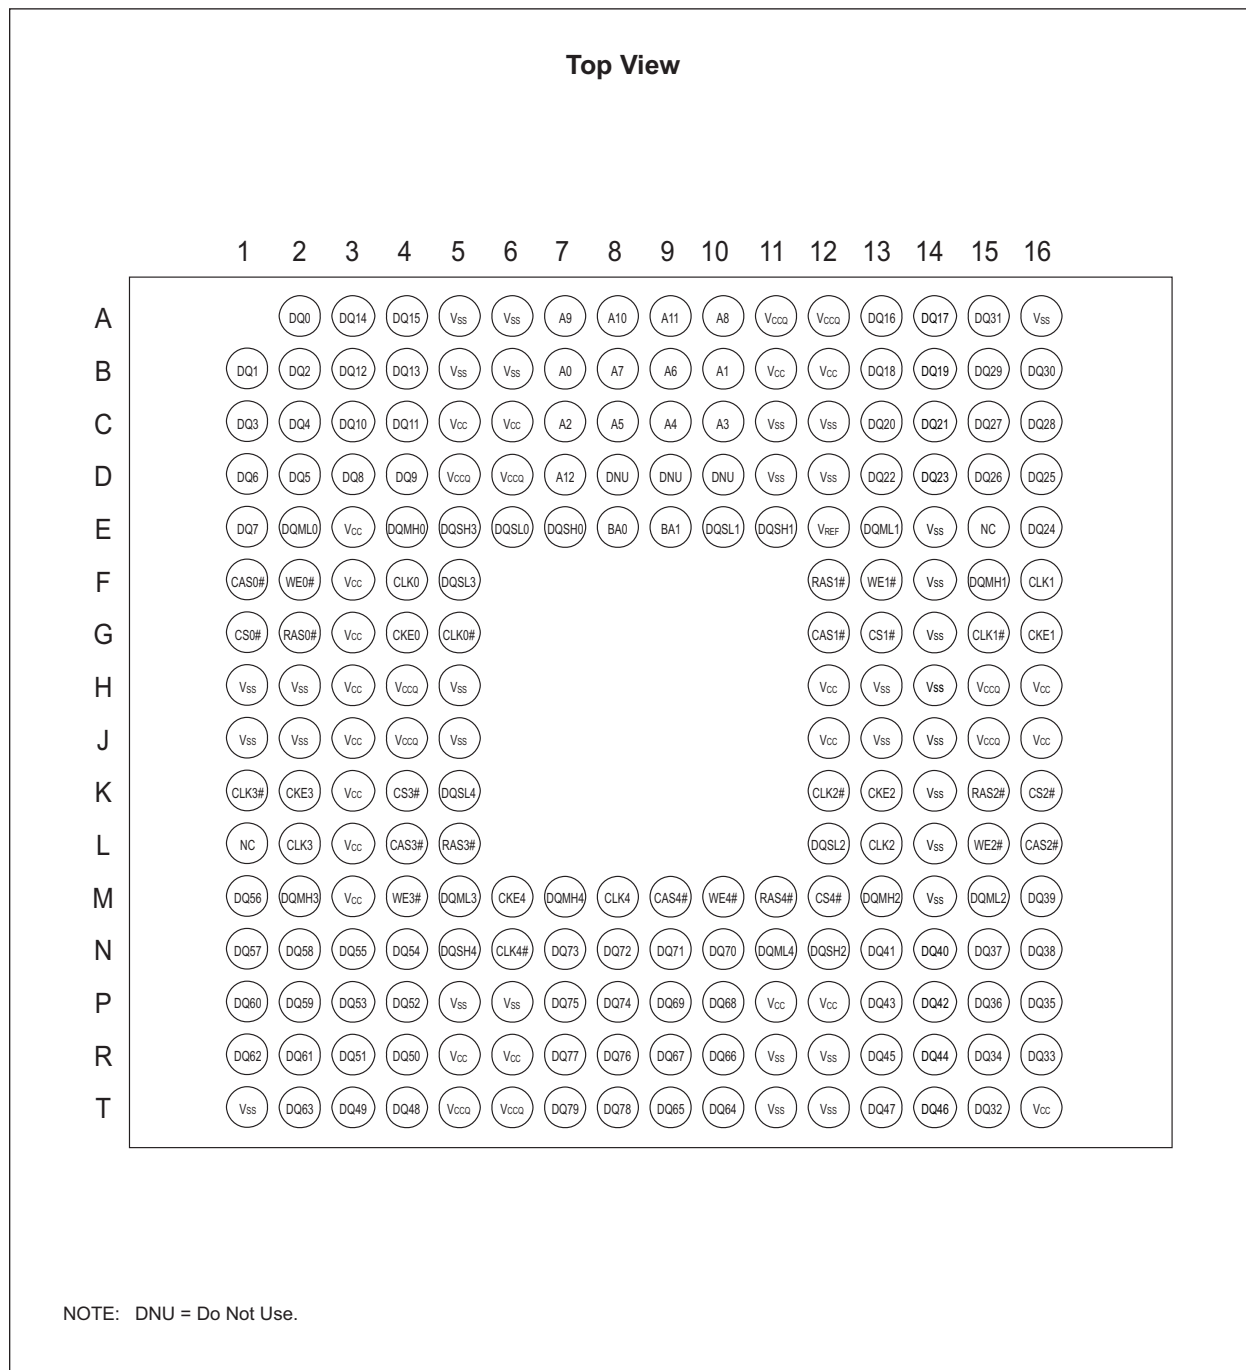 Top View
1 2 3 4 5 6 7 8 9 10 11 12 13 14 15 16
A DQ0 DQ14 DQ15 VSS VSS A9 A10 A11 A8 VCCQ VCCQ DQ16 DQ17 DQ31 VSS
B DQ1 DQ2 DQ12 DQ13 VSS VSS A0 A7 A6 A1 VCC VCC DQ18 DQ19 DQ29 DQ30
C DQ3 DQ4 DQ10 DQ11 VCC VCC A2 A5 A4 A3 VSS VSS DQ20 DQ21 DQ27 DQ28
D DQ6 DQ5 DQ8 DQ9 VCCQ VCCQ A12 DNU DNU DNU VSS VSS DQ22 DQ23 DQ26 DQ25
E DQ7 DQML0 VCC DQMH0 DQSH3 DQSL0 DQSH0 BA0 BA1 DQSL1 DQSH1 VREF DQML1 VSS NC DQ24
F CAS0# WE0# VCC CLK0 DQSL3 RAS1# WE1# VSS DQMH1 CLK1
G CS0# RAS0# VCC CKE0 CLK0# CAS1# CS1# VSS CLK1# CKE1
H VSS VSS VCC VCCQ VSS VCC VSS VSS VCCQ VCC
J VSS VSS VCC VCCQ VSS VCC VSS VSS VCCQ VCC
K CLK3# CKE3 VCC CS3# DQSL4 CLK2# CKE2 VSS RAS2# CS2#
L NC CLK3 VCC CAS3# RAS3# DQSL2 CLK2 VSS WE2# CAS2#
M DQ56 DQMH3 VCC WE3# DQML3 CKE4 DQMH4 CLK4 CAS4# WE4# RAS4# CS4# DQMH2 VSS DQML2 DQ39
N DQ57 DQ58 DQ55 DQ54 DQSH4 CLK4# DQ73 DQ72 DQ71 DQ70 DQML4 DQSH2 DQ41 DQ40 DQ37 DQ38
P DQ60 DQ59 DQ53 DQ52 VSS VSS DQ75 DQ74 DQ69 DQ68 VCC VCC DQ43 DQ42 DQ36 DQ35
R DQ62 DQ61 DQ51 DQ50 VCC VCC DQ77 DQ76 DQ67 DQ66 VSS VSS DQ45 DQ44 DQ34 DQ33
T VSS DQ63 DQ49 DQ48 VCCQ VCCQ DQ79 DQ78 DQ65 DQ64 VSS VSS DQ47 DQ46 DQ32 VCC
NOTE: DNU = Do Not Use.